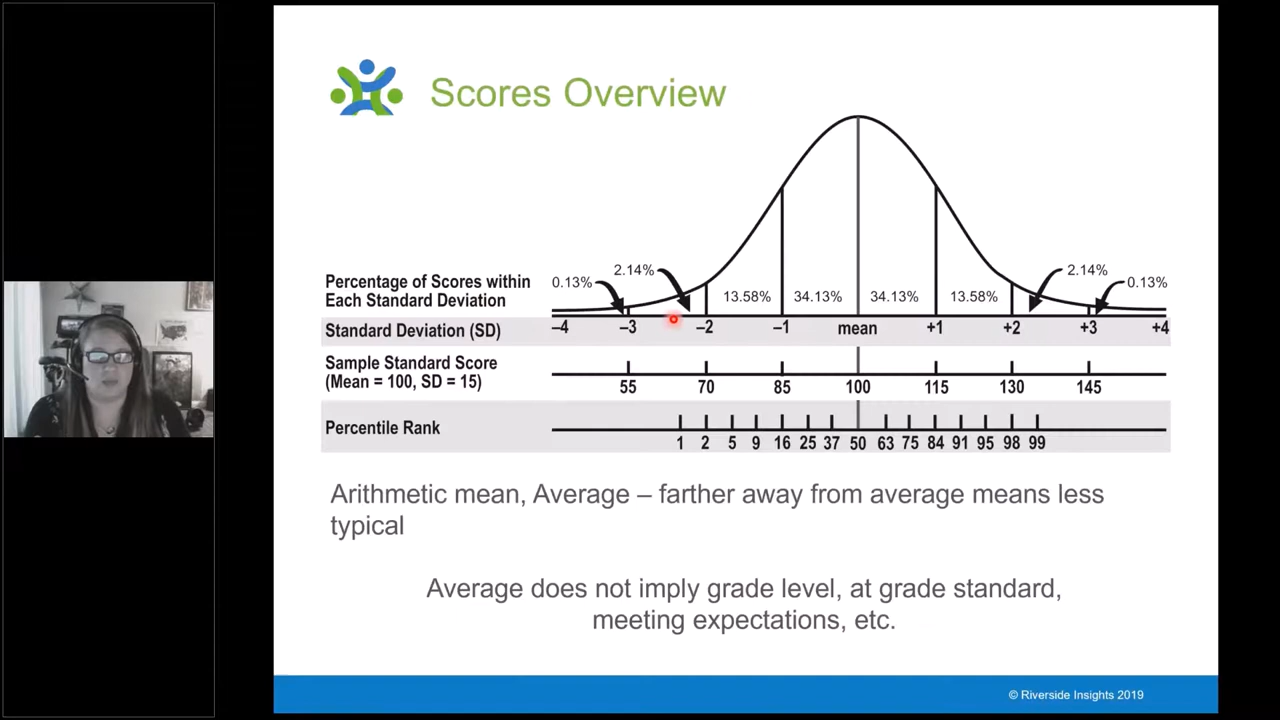 Scores Overview
Percentage of Scores within
Each Standard Deviation
0.13%
2.14%
13.58%
34.13%
34.13%
13.58%
2.14%
0.13%
Standard Deviation (SD)
–4 –3 –2 –1 mean +1 +2 +3 +4
Sample Standard Score
(Mean = 100, SD = 15)
55 70 85 100 115 130 145
Percentile Rank
1 2 5 9 16 25 37 50 63 75 84 91 95 98 99
Arithmetic mean, Average – farther away from average means less
typical
Average does not imply grade level, at grade standard,
meeting expectations, etc.
© Riverside Insights 2019